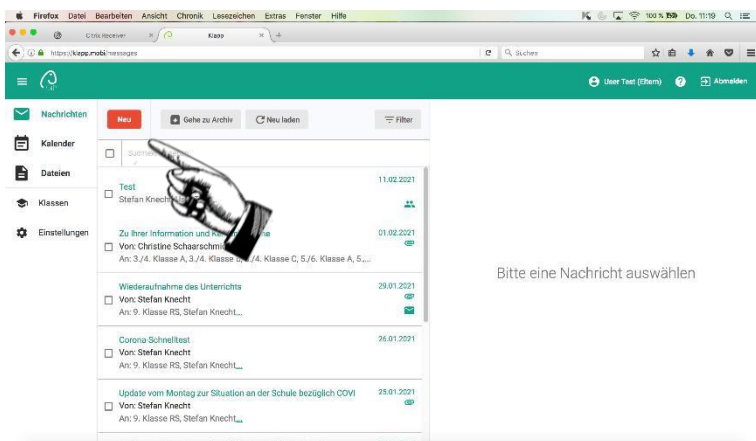 Firefox Datei Bearbeiten Ansicht Chronik Lesezeichen Extras Fenster Hilfe 100 % Do. 11:19
Citrix Receiver Klapp
https://klapp.mobi/messages Suchen
User Test (Eltern) Abmelden
Nachrichten
Kalender
Dateien
Klassen
Einstellungen
Neu Gehe zu Archiv Neu laden Filter
Test 11.02.2021
Stefan Knecht
Zu Ihrer Information und 01.02.2021
Von: Christine
An: 3./4. Klasse A, 3./4. Klasse Klasse C, 5./6. Klasse A, 5....
Wiederaufnahme des Unterrichts 29.01.2021
Von: Stefan Knecht
An: 9. Klasse RS, Stefan Knecht...
Corona-Schnelltest 26.01.2021
Von: Stefan Knecht
An: 9. Klasse RS, Stefan Knecht...
Update vom Montag zur Situation an der Schule bezüglich COVI 25.01.2021
Von: Stefan Knecht
An: 9. Klasse RS, Stefan Knecht...
Bitte eine Nachricht auswählen